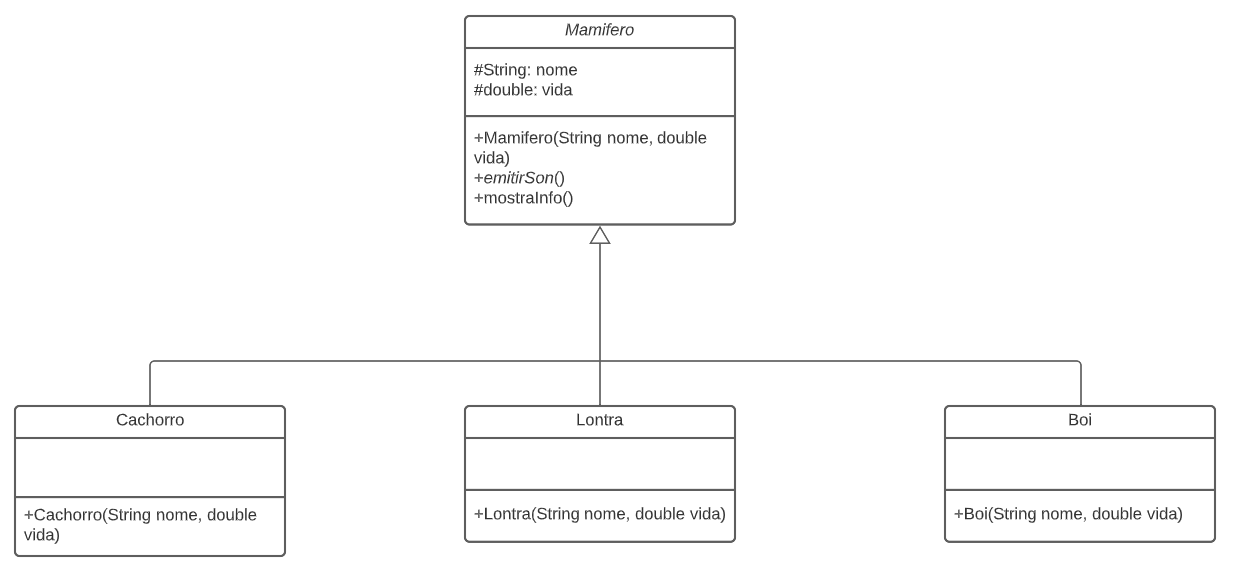 Mamifero
#String: nome
#double: vida
+Mamifero(String nome, double
vida)
+emitirSon()
+mostraInfo()
Cachorro
+Cachorro(String nome, double
vida)
Lontra
+Lontra(String nome, double vida)
Boi
+Boi(String nome, double vida)